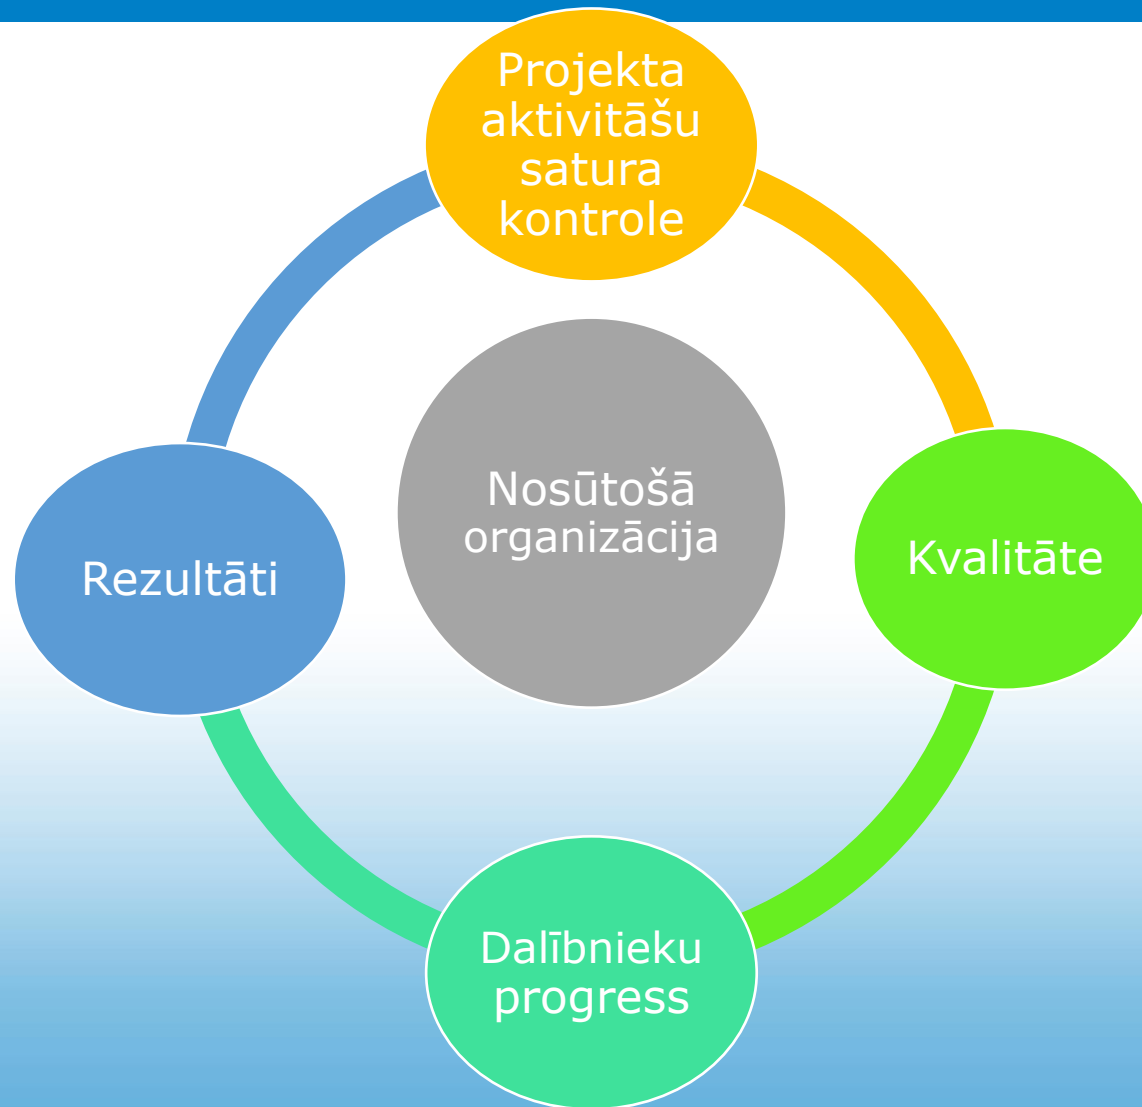 Projekta
aktivitāšu
satura
kontrole
Nosūtošā
organizācija
Kvalitāte
Rezultāti
Dalībnieku
progress